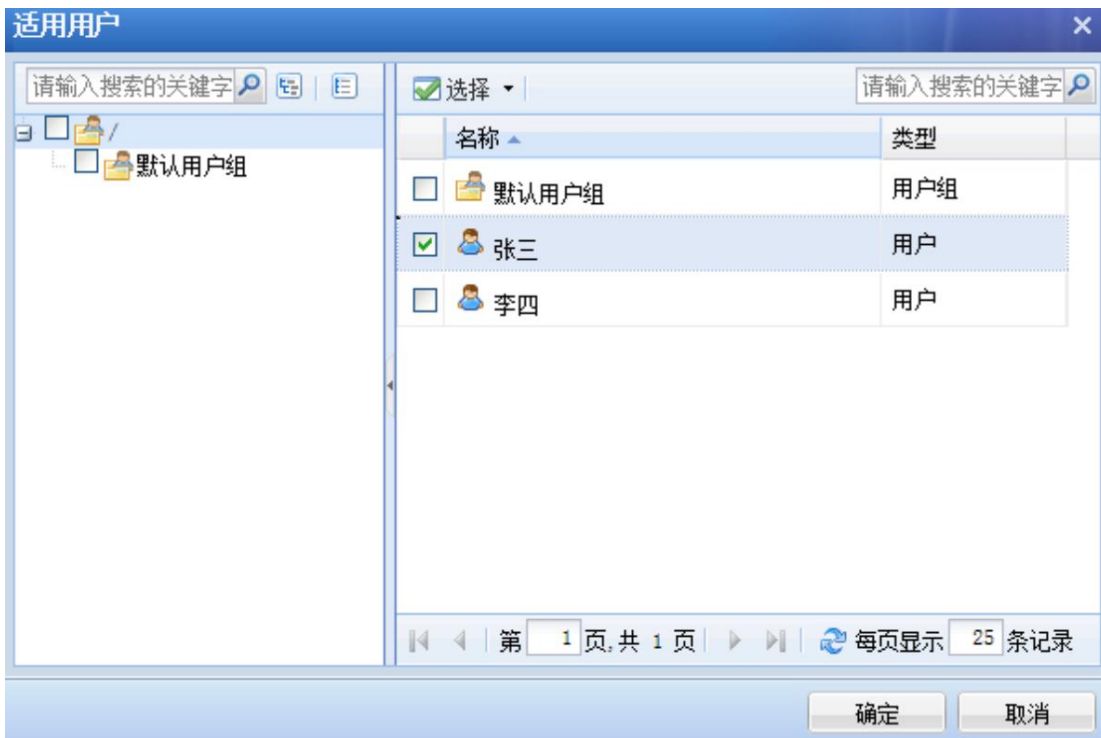 适用用户
请输入搜索的关键字
/
默认用户组
选择
请输入搜索的关键字
名称 类型
默认用户组 用户组
张三 用户
李四 用户
第 1 页,共 1 页 每页显示 25 条记录
确定 取消